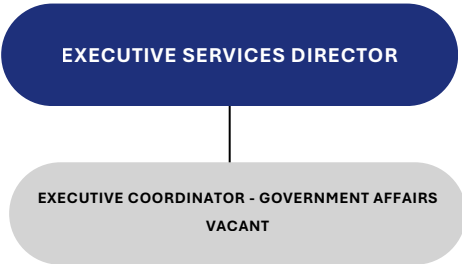 EXECUTIVE SERVICES DIRECTOR
EXECUTIVE COORDINATOR - GOVERNMENT AFFAIRS
VACANT